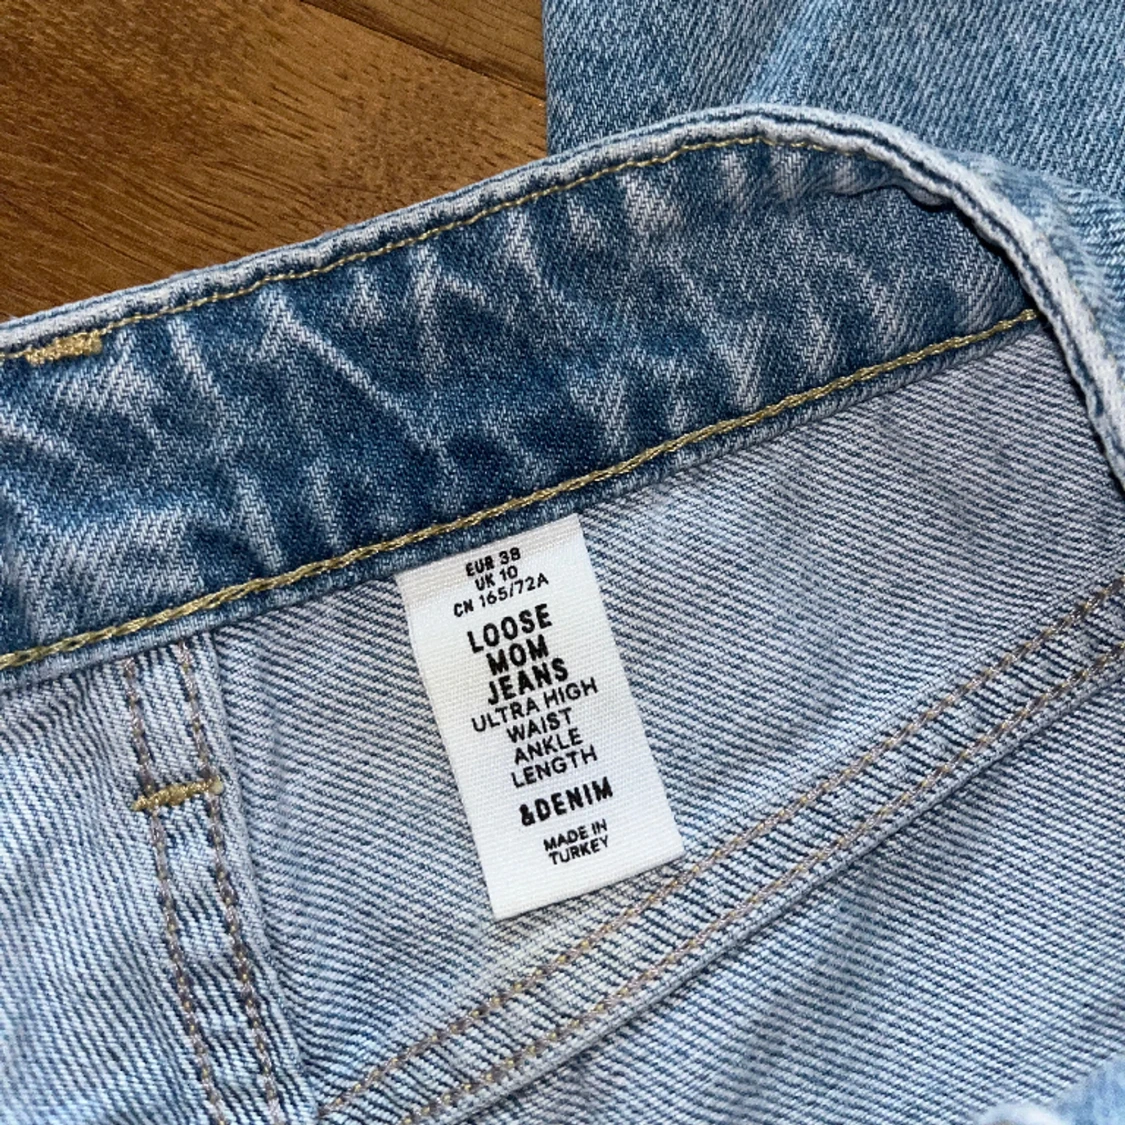 EUR 38
UK 10
CN 165/72A
LOOSE
MOM
JEANS
ULTRA HIGH
WAIST
ANKLE
LENGTH
&DENIM
MADE IN
TURKEY